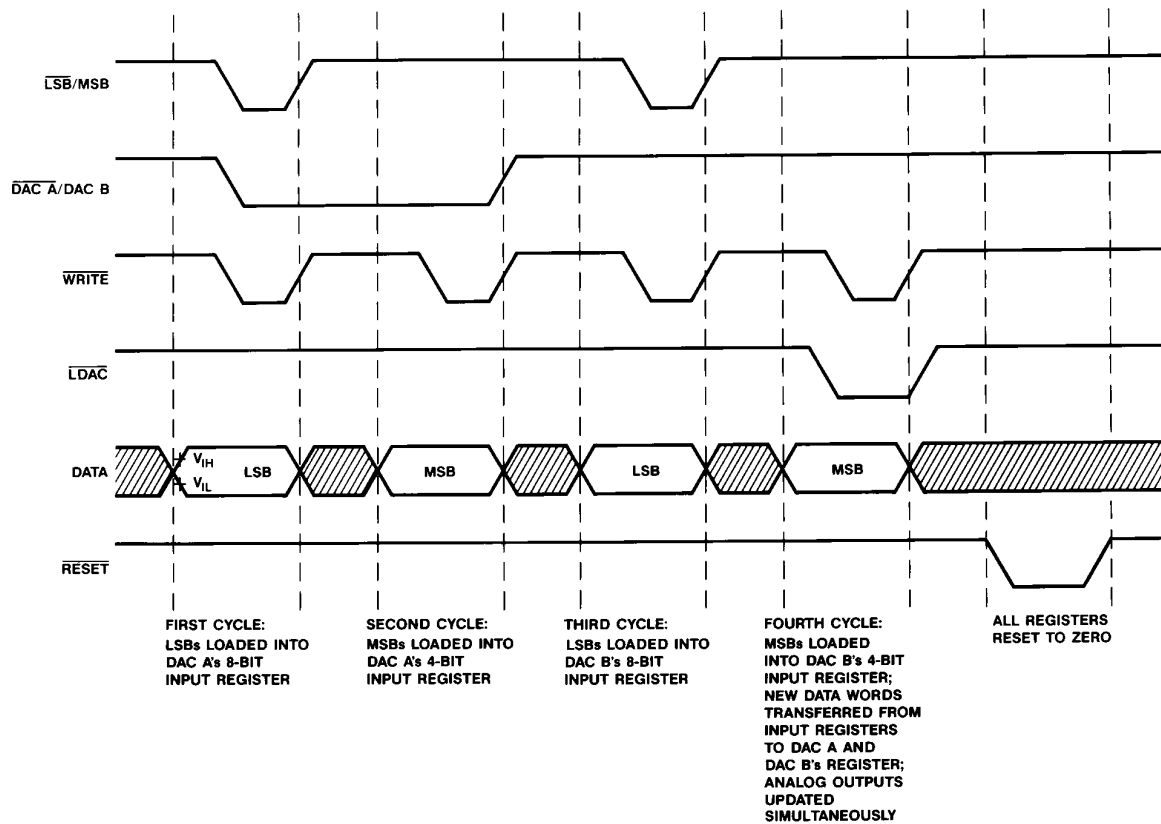 LSB/MSB
DAC A/DAC B
WRITE
LDAC
DATA
VIH
VIL
LSB
MSB
LSB
MSB
RESET
FIRST CYCLE:
LSBs LOADED INTO
DAC A's 8-BIT
INPUT REGISTER
SECOND CYCLE:
MSBs LOADED INTO
DAC A's 4-BIT
INPUT REGISTER
THIRD CYCLE:
LSBs LOADED INTO
DAC B's 8-BIT
INPUT REGISTER
FOURTH CYCLE:
MSBs LOADED
INTO DAC B's 4-BIT
INPUT REGISTER;
NEW DATA WORDS
TRANSFERRED FROM
INPUT REGISTERS
TO DAC A AND
DAC B's REGISTER;
ANALOG OUTPUTS
UPDATED
SIMULTANEOUSLY
ALL REGISTERS
RESET TO ZERO